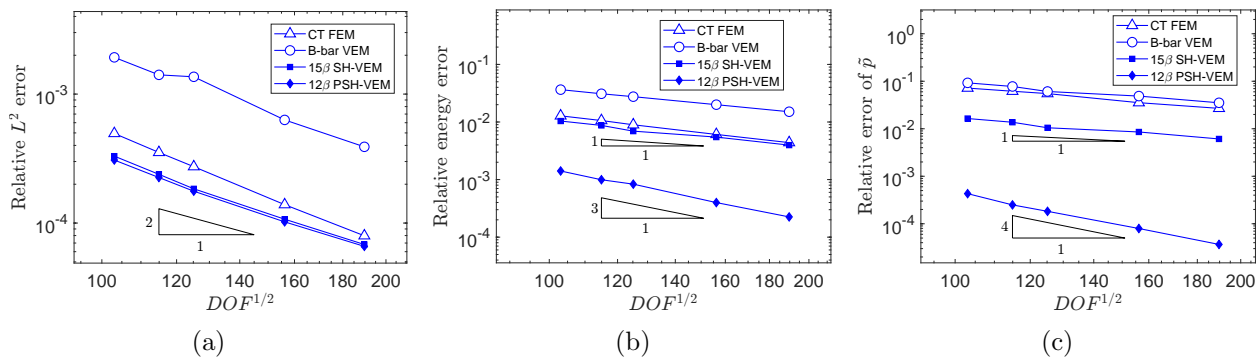 Relative L² error
10⁻³
10⁻⁴
CT FEM
B-bar VEM
15β SH-VEM
12β PSH-VEM
2
1
100 120 140 160 180 200
DOF^{1/2}
(a)
Relative energy error
10⁰
10⁻¹
10⁻²
10⁻³
10⁻⁴
CT FEM
B-bar VEM
15β SH-VEM
12β PSH-VEM
1
1
3
1
100 120 140 160 180 200
DOF^{1/2}
(b)
Relative error of p̃
10⁰
10⁻¹
10⁻²
10⁻³
10⁻⁴
CT FEM
B-bar VEM
15β SH-VEM
12β PSH-VEM
1
1
4
1
100 120 140 160 180 200
DOF^{1/2}
(c)